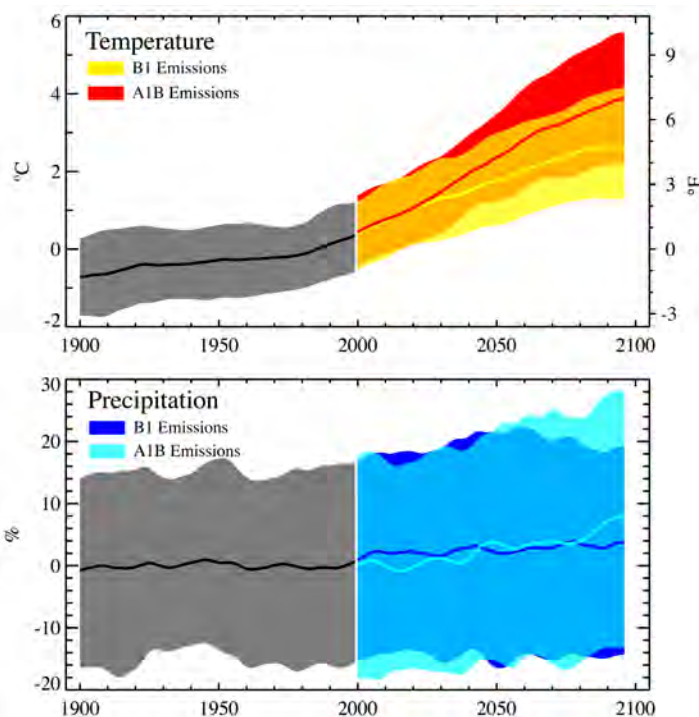 Temperature
B1 Emissions
A1B Emissions
6
4
2
0
-2
°C
9
6
3
0
-3
°F
1900 1950 2000 2050 2100
Precipitation
B1 Emissions
A1B Emissions
30
20
10
0
-10
-20
%
1900 1950 2000 2050 2100